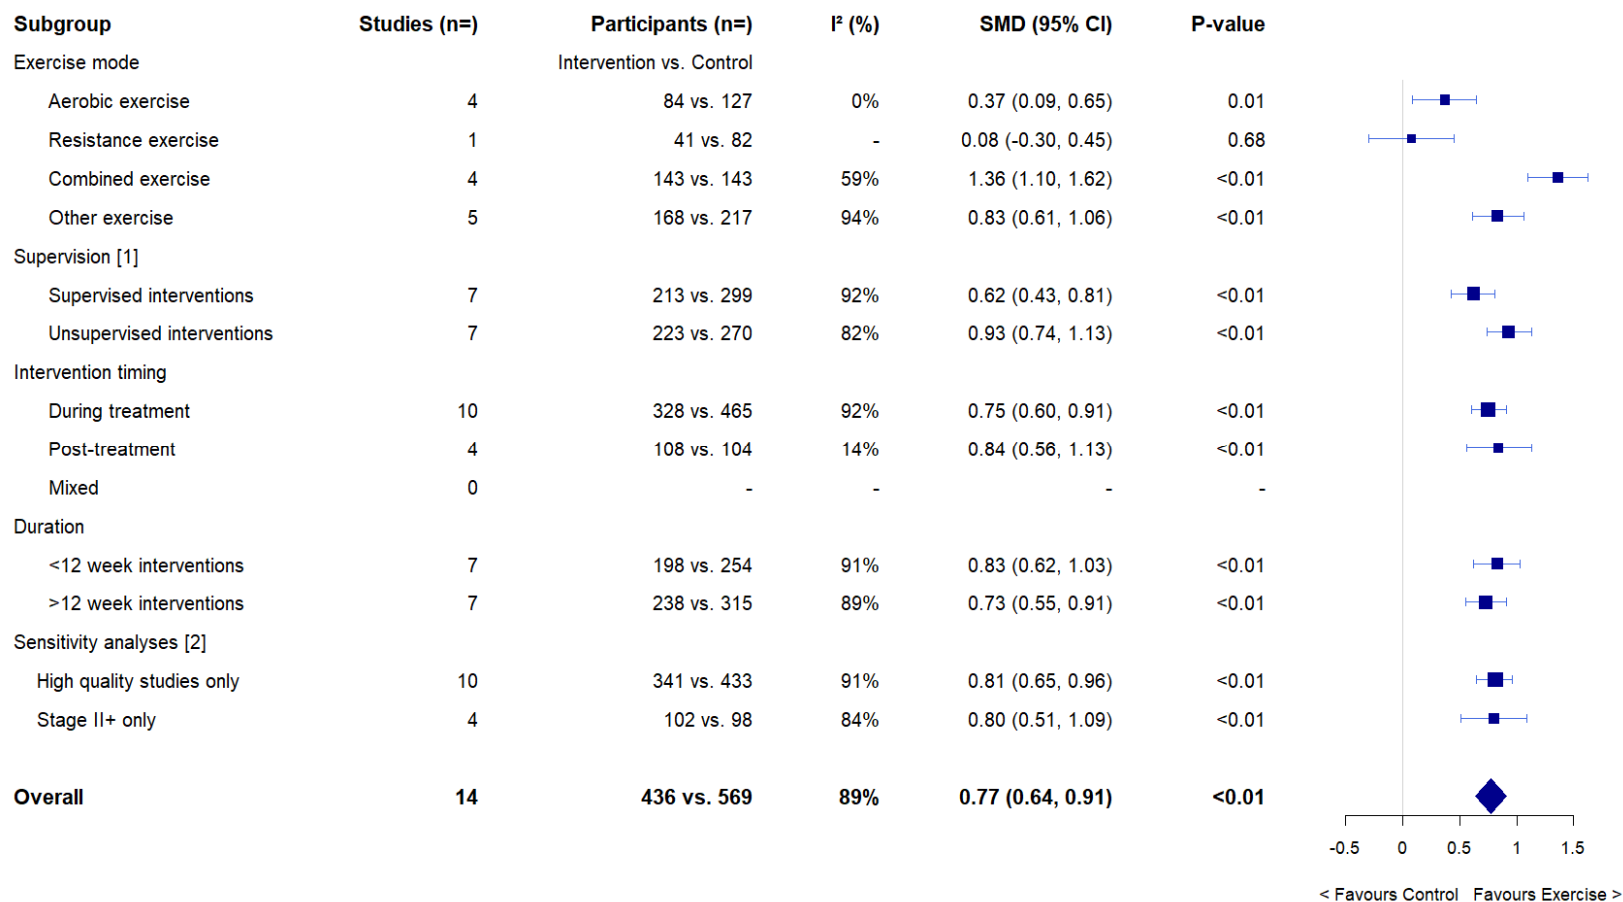 Subgroup Studies (n=) Participants (n=) I² (%) SMD (95% CI) P-value
Exercise mode Intervention vs. Control
Aerobic exercise 4 84 vs. 127 0% 0.37 (0.09, 0.65) 0.01
Resistance exercise 1 41 vs. 82 - 0.08 (-0.30, 0.45) 0.68
Combined exercise 4 143 vs. 143 59% 1.36 (1.10, 1.62) <0.01
Other exercise 5 168 vs. 217 94% 0.83 (0.61, 1.06) <0.01
Supervision [1]
Supervised interventions 7 213 vs. 299 92% 0.62 (0.43, 0.81) <0.01
Unsupervised interventions 7 223 vs. 270 82% 0.93 (0.74, 1.13) <0.01
Intervention timing
During treatment 10 328 vs. 465 92% 0.75 (0.60, 0.91) <0.01
Post-treatment 4 108 vs. 104 14% 0.84 (0.56, 1.13) <0.01
Mixed 0 - - - -
Duration
<12 week interventions 7 198 vs. 254 91% 0.83 (0.62, 1.03) <0.01
>12 week interventions 7 238 vs. 315 89% 0.73 (0.55, 0.91) <0.01
Sensitivity analyses [2]
High quality studies only 10 341 vs. 433 91% 0.81 (0.65, 0.96) <0.01
Stage II+ only 4 102 vs. 98 84% 0.80 (0.51, 1.09) <0.01
Overall 14 436 vs. 569 89% 0.77 (0.64, 0.91) <0.01
-0.5 0 0.5 1 1.5
< Favours Control Favours Exercise >